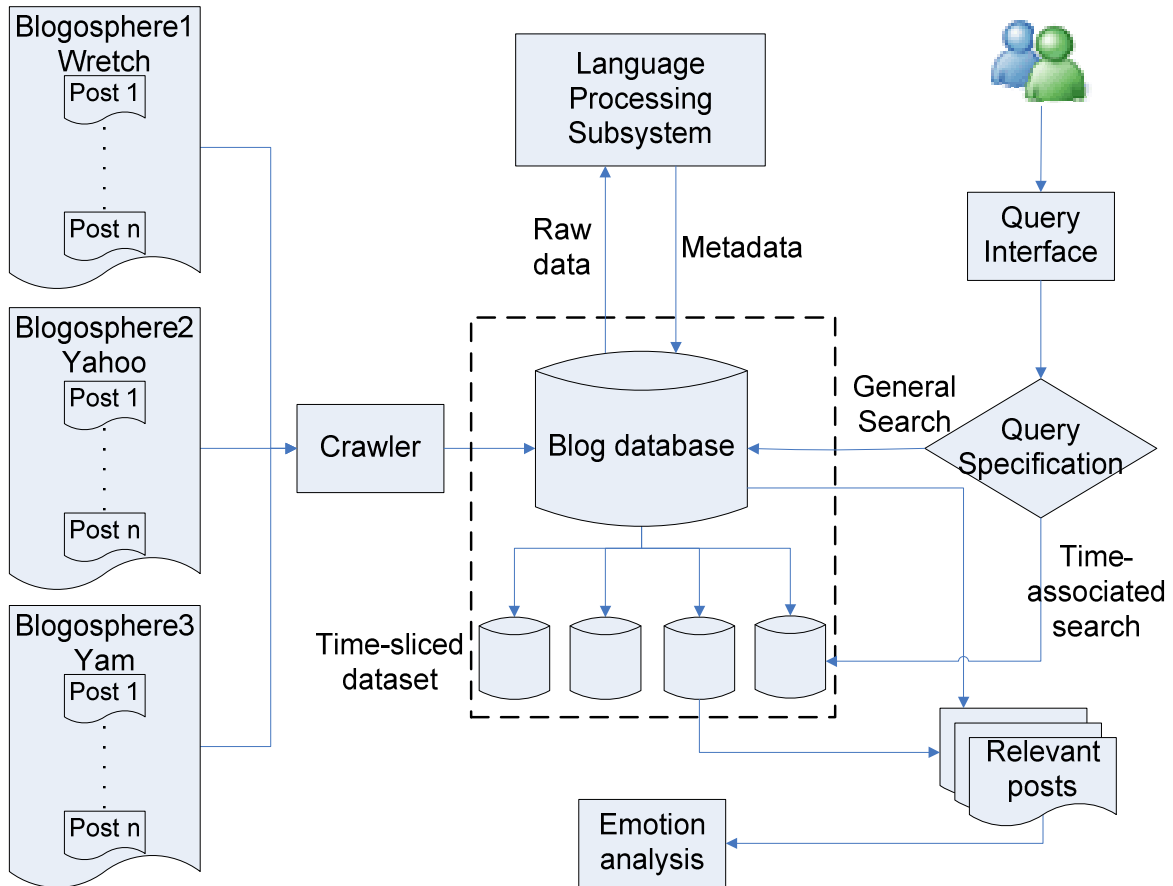 Blogosphere1
Wretch
Post 1
Post n
Blogosphere2
Yahoo
Post 1
Post n
Blogosphere3
Yam
Post 1
Post n
Crawler
Language
Processing
Subsystem
Raw
data
Metadata
Blog database
Time-sliced
dataset
Query
Interface
General
Search
Query
Specification
Time-
associated
search
Relevant
posts
Emotion
analysis